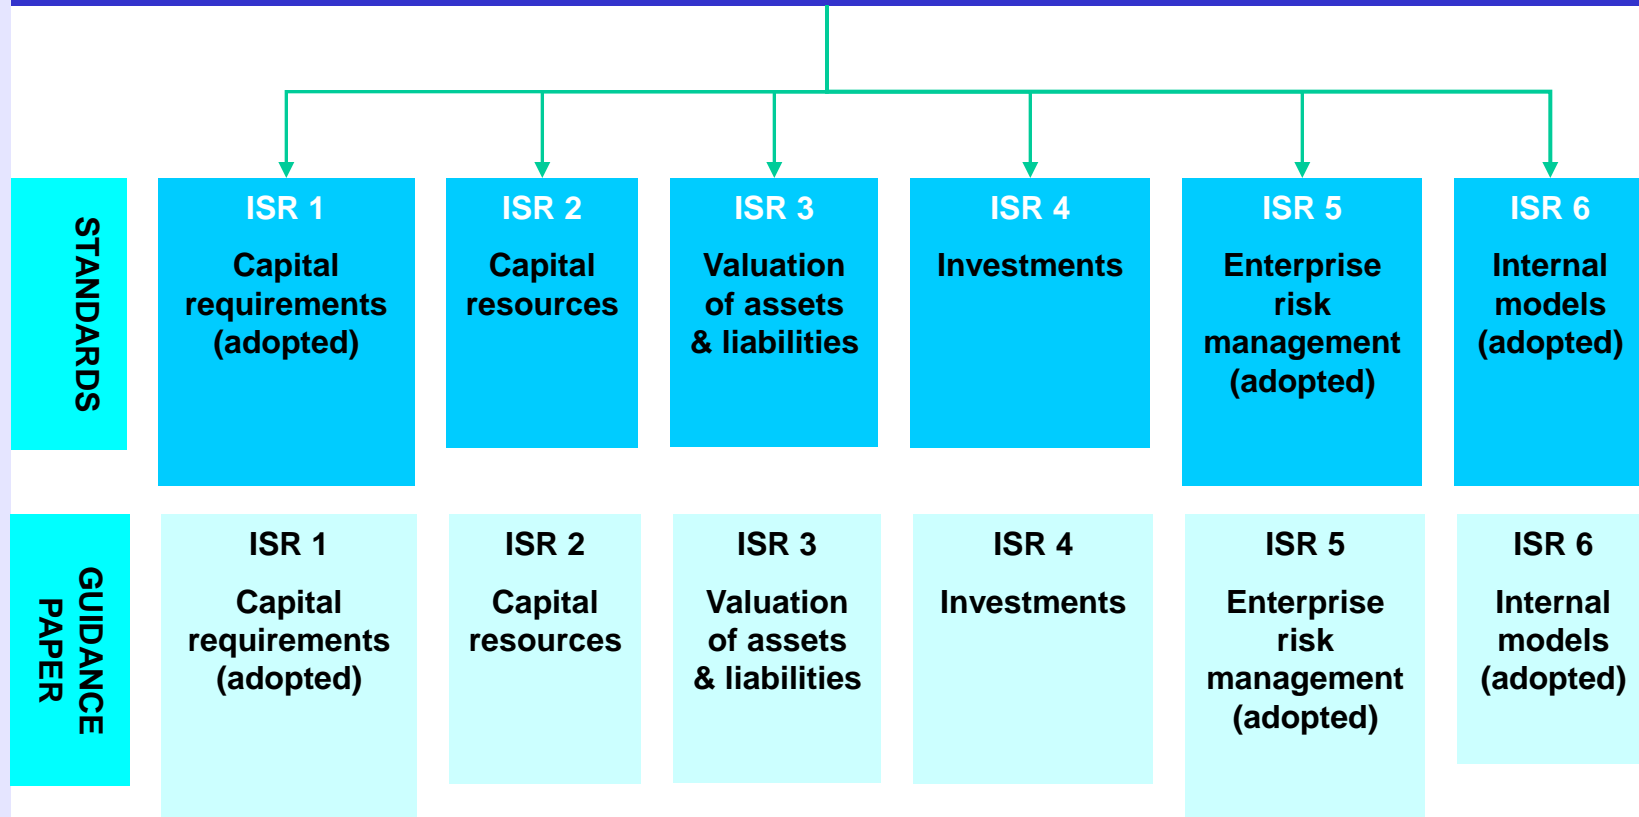 STANDARDS
ISR 1
Capital
requirements
(adopted)
ISR 2
Capital
resources
ISR 3
Valuation
of assets
& liabilities
ISR 4
Investments
ISR 5
Enterprise
risk
management
(adopted)
ISR 6
Internal
models
(adopted)
GUIDANCE
PAPER
ISR 1
Capital
requirements
(adopted)
ISR 2
Capital
resources
ISR 3
Valuation
of assets
& liabilities
ISR 4
Investments
ISR 5
Enterprise
risk
management
(adopted)
ISR 6
Internal
models
(adopted)